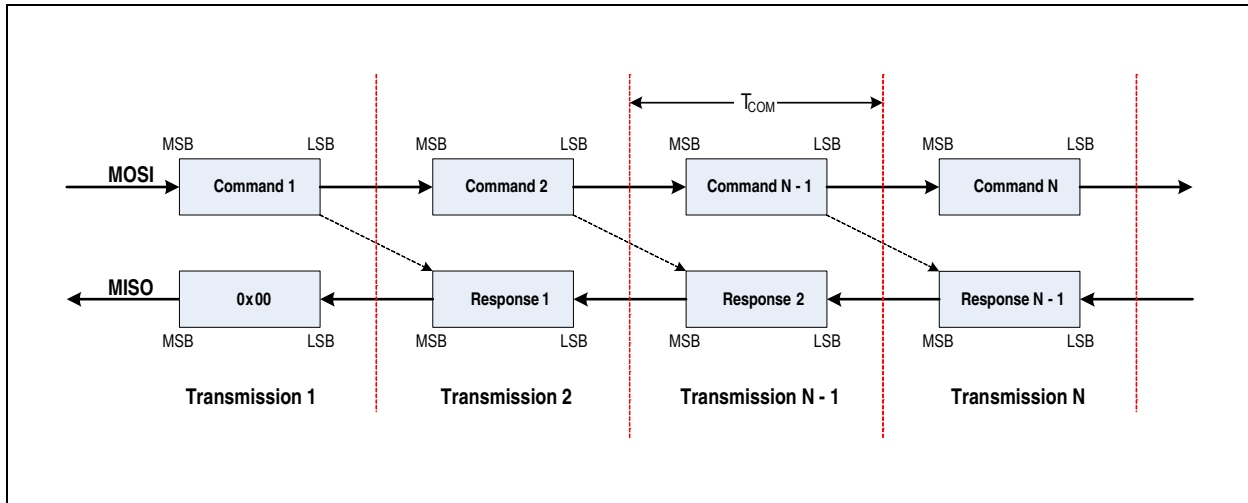 T_COM
MSB LSB MSB LSB MSB LSB MSB LSB
MOSI Command 1 Command 2 Command N - 1 Command N
MISO 0x00 Response 1 Response 2 Response N - 1
MSB LSB MSB LSB MSB LSB MSB LSB
Transmission 1 Transmission 2 Transmission N - 1 Transmission N